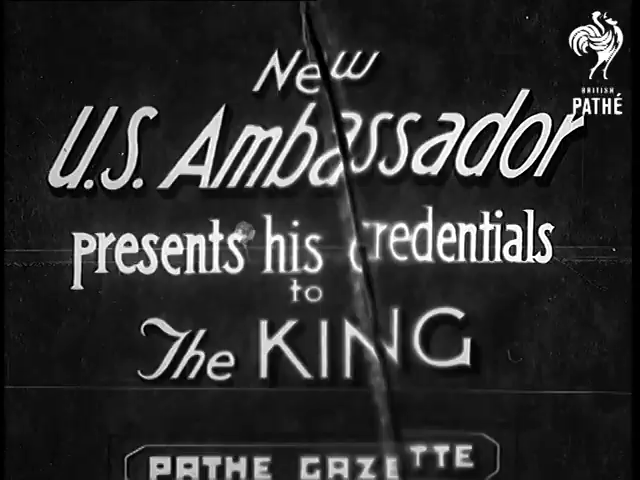 New
U.S. Ambassador
presents his credentials
to
The KING
PATHE GAZETTE
BRITISH
PATHÉ